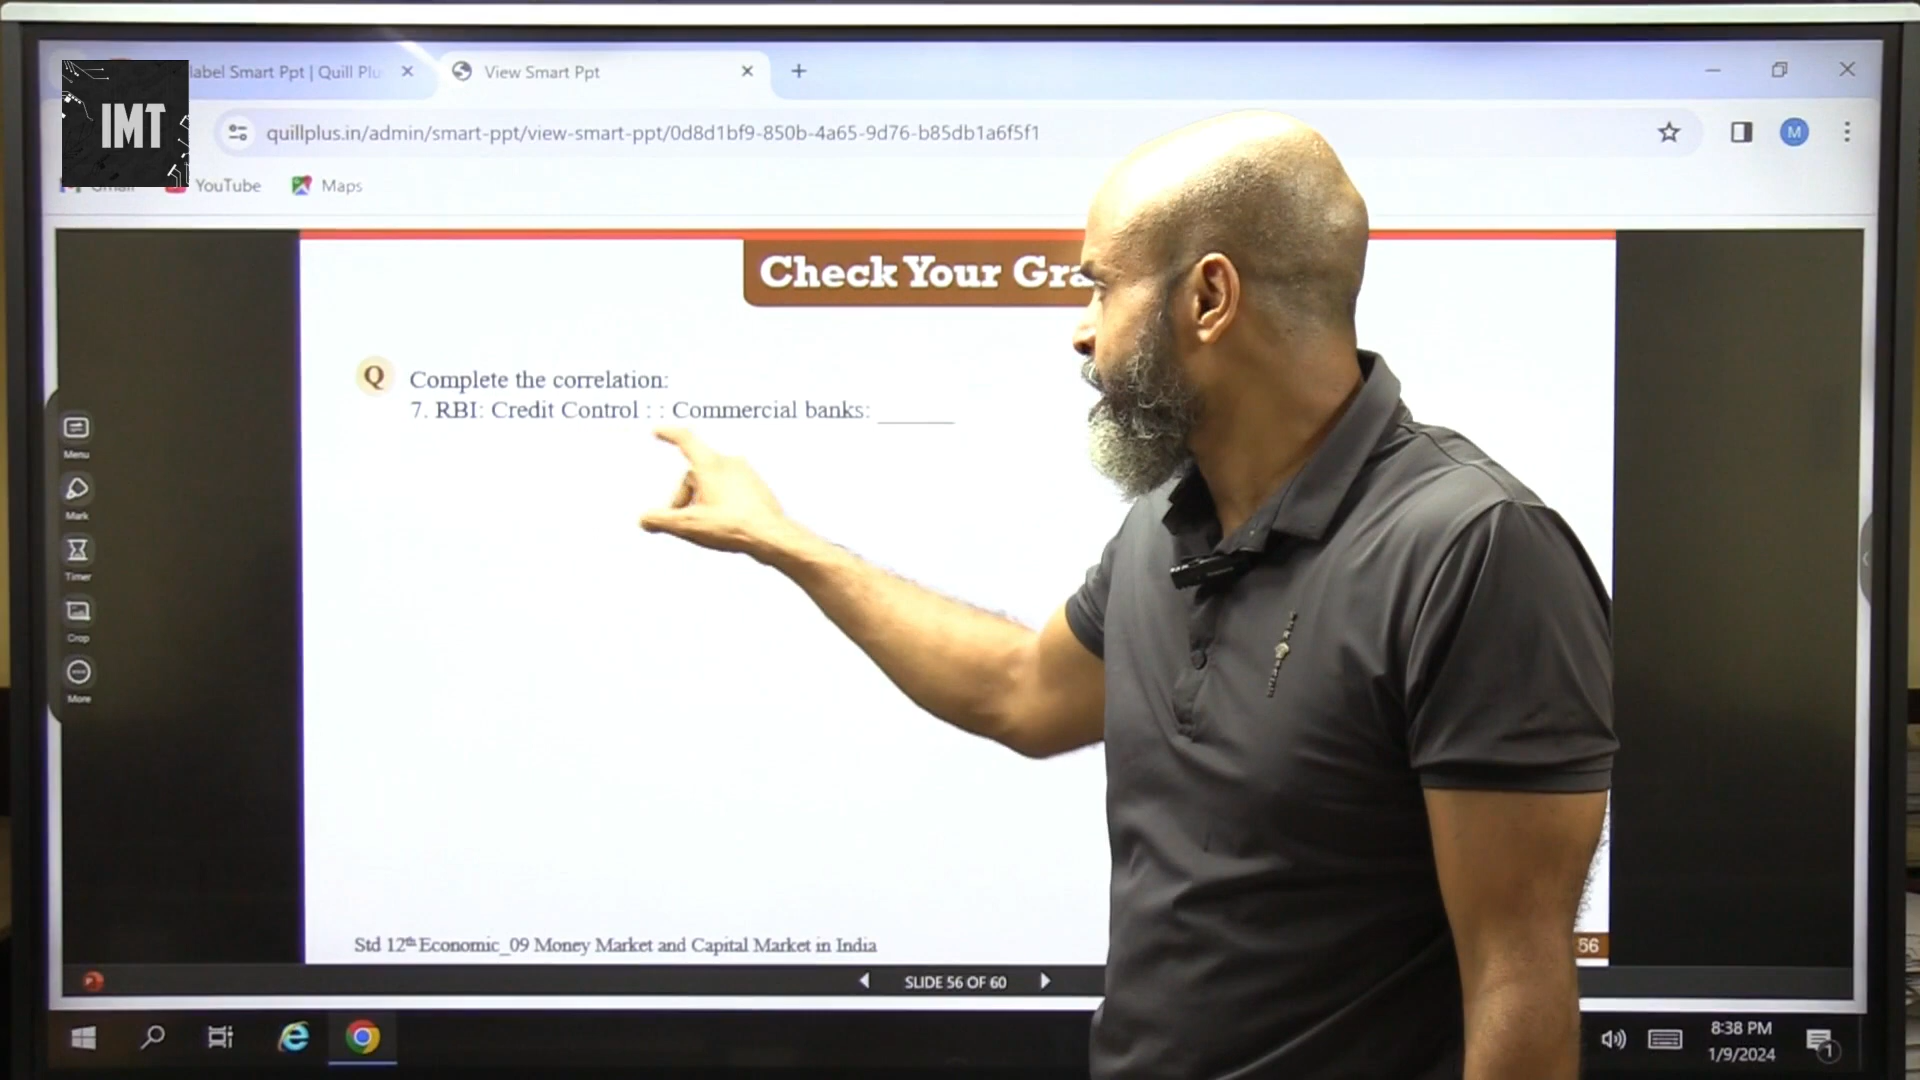 label Smart Ppt | Quill Plu
View Smart Ppt
IMT
quillplus.in/admin/smart-ppt/view-smart-ppt/0d8d1bf9-850b-4a65-9d76-b85db1a6f5f1
M
Gmail
YouTube
Maps
Check Your Gra
Q
Complete the correlation:
7. RBI: Credit Control : : Commercial banks: ______
Menu
Mark
Timer
Crop
More
Std 12th Economic_09 Money Market and Capital Market in India
56
SLIDE 56 OF 60
8:38 PM
1/9/2024
1